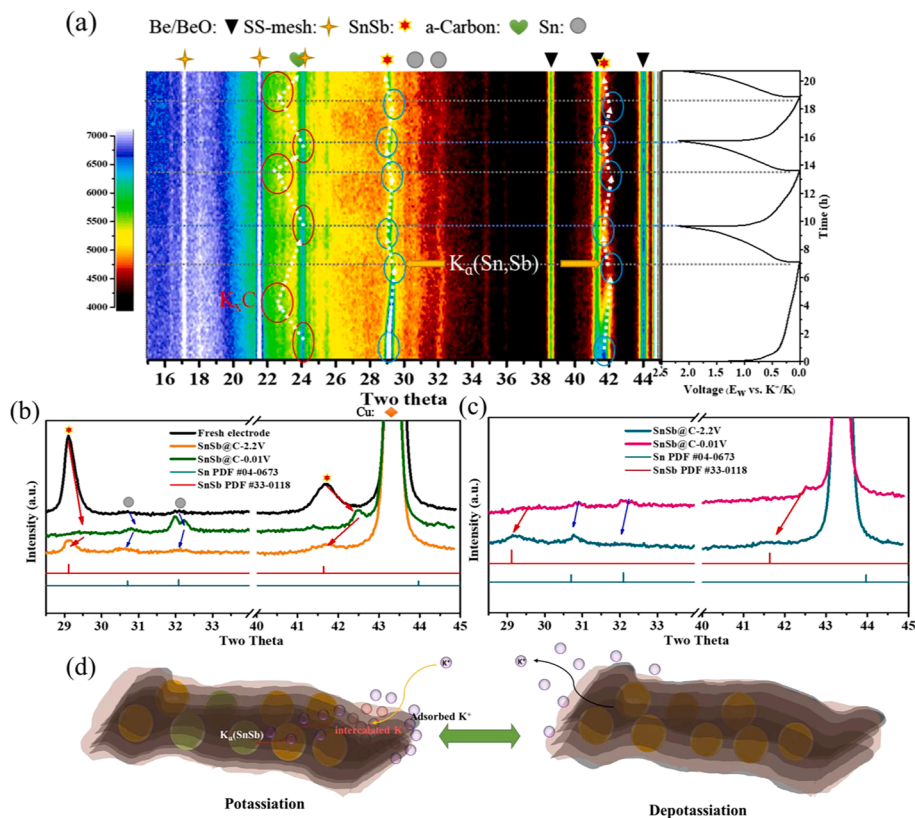 (a)
Be/BeO: SS-mesh: SnSb: a-Carbon: Sn:
7000
6500
6000
5500
5000
4500
4000
KxC
Kα(Sn,Sb)
16 18 20 22 24 26 28 30 32 34 36 38 40 42 44
Two theta
20
18
16
14
12
10
8
6
4
2
0
Time (h)
2.5 2.0 1.5 1.0 0.5 0.0
Voltage (EW vs. K+/K)
(b)
Cu:
Fresh electrode
SnSb@C-2.2V
SnSb@C-0.01V
Sn PDF #04-0673
SnSb PDF #33-0118
Intensity (a.u.)
29 30 31 32 33 40 41 42 43 44 45
Two Theta
(c)
SnSb@C-2.2V
SnSb@C-0.01V
Sn PDF #04-0673
SnSb PDF #33-0118
Intensity (a.u.)
29 30 31 32 33 40 41 42 43 44 45
Two Theta
(d)
K+
K+
Adsorbed K+
intercalated K
Kα(SnSb)
Potassiation
Depotassiation